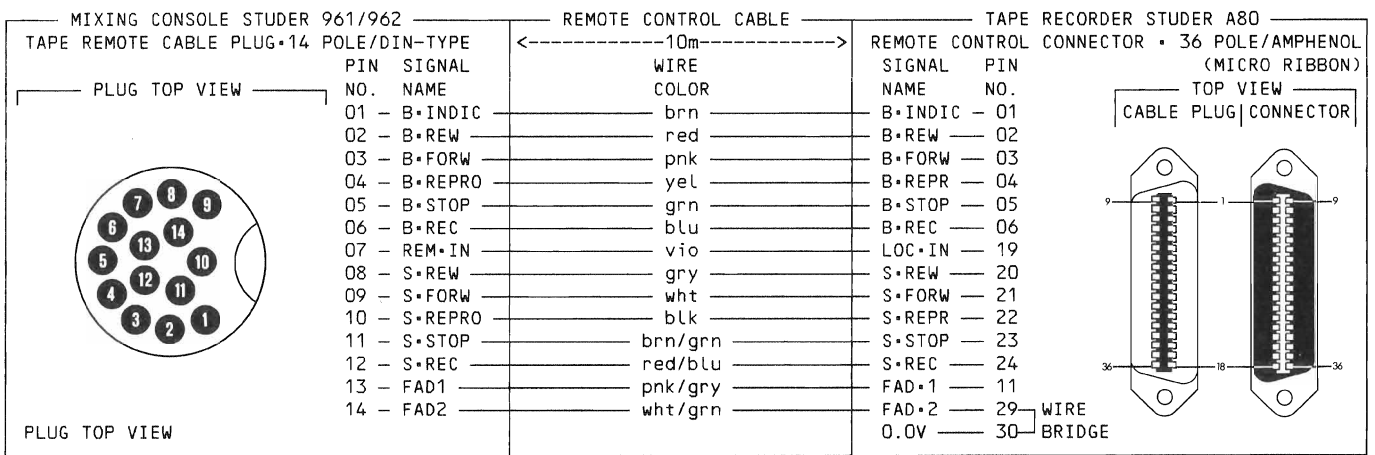 MIXING CONSOLE STUDER 961/962 REMOTE CONTROL CABLE TAPE RECORDER STUDER A80
TAPE REMOTE CABLE PLUG▪14 POLE/DIN-TYPE <------------10m------------> REMOTE CONTROL CONNECTOR ▪ 36 POLE/AMPHENOL
PIN SIGNAL WIRE SIGNAL PIN (MICRO RIBBON)
PLUG TOP VIEW NO. NAME COLOR NAME NO. TOP VIEW
01 – B▪INDIC brn B▪INDIC – 01 CABLE PLUG CONNECTOR
02 – B▪REW red B▪REW 02
03 – B▪FORW pnk B▪FORW 03
04 – B▪REPRO yel B▪REPR 04
05 – B▪STOP grn B▪STOP 05
06 – B▪REC blu B▪REC 06
07 – REM▪IN vio LOC▪IN – 19
08 – S▪REW gry S▪REW 20
09 – S▪FORW wht S▪FORW 21
10 – S▪REPRO blk S▪REPR 22
11 – S▪STOP brn/grn S▪STOP 23
12 – S▪REC red/blu S▪REC 24
13 – FAD1 pnk/gry FAD▪1 11
14 – FAD2 wht/grn FAD▪2 29 WIRE
PLUG TOP VIEW 0.0V 30 BRIDGE
8
7 9
6 14
13
5 10
12
4 11
3 1
2
9 1 9
36 18 36